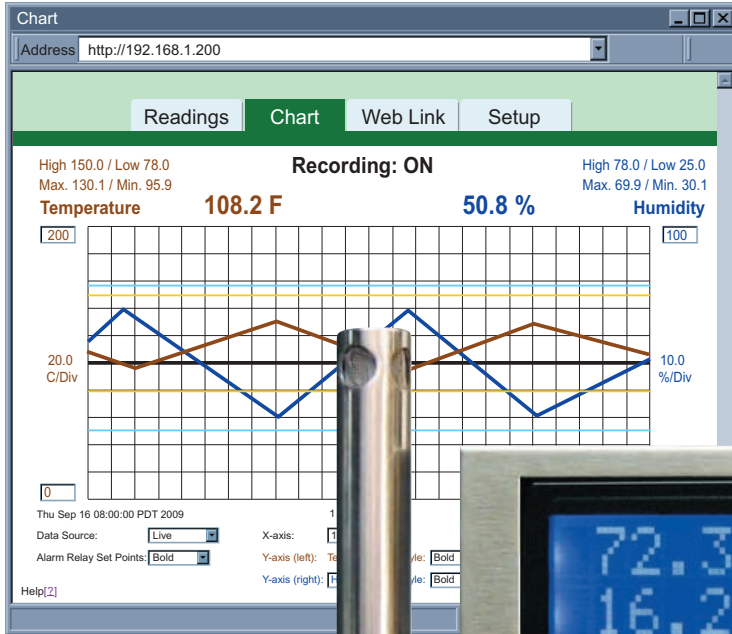 Chart
Address http://192.168.1.200
Readings Chart Web Link Setup
High 150.0 / Low 78.0 Recording: ON High 78.0 / Low 25.0
Max. 130.1 / Min. 95.9 Max. 69.9 / Min. 30.1
Temperature 108.2 F 50.8 % Humidity
200 100
20.0 10.0
C/Div %/Div
0
Thu Sep 16 08:00:00 PDT 2009 1
Data Source: Live X-axis: 1
Alarm Relay Set Points: Bold Y-axis (left): Bold
Y-axis (right): Bold
Help[?]
72.3
16.2